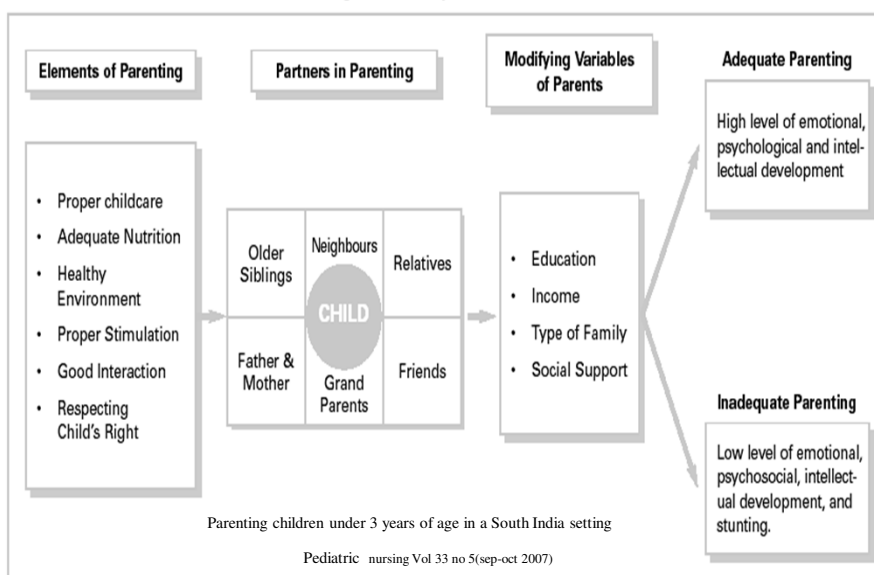 Elements of Parenting
Partners in Parenting
Modifying Variables
of Parents
Adequate Parenting
• Proper childcare
• Adequate Nutrition
• Healthy
Environment
• Proper Stimulation
• Good Interaction
• Respecting
Child's Right
Older
Siblings
Neighbours
Relatives
CHILD
Father &
Mother
Grand
Parents
Friends
• Education
• Income
• Type of Family
• Social Support
High level of emotional,
psychological and intel-
lectual development
Inadequate Parenting
Low level of emotional,
psychosocial, intellect-
ual development, and
stunting.
Parenting children under 3 years of age in a South India setting
Pediatric nursing Vol 33 no 5(sep-oct 2007)